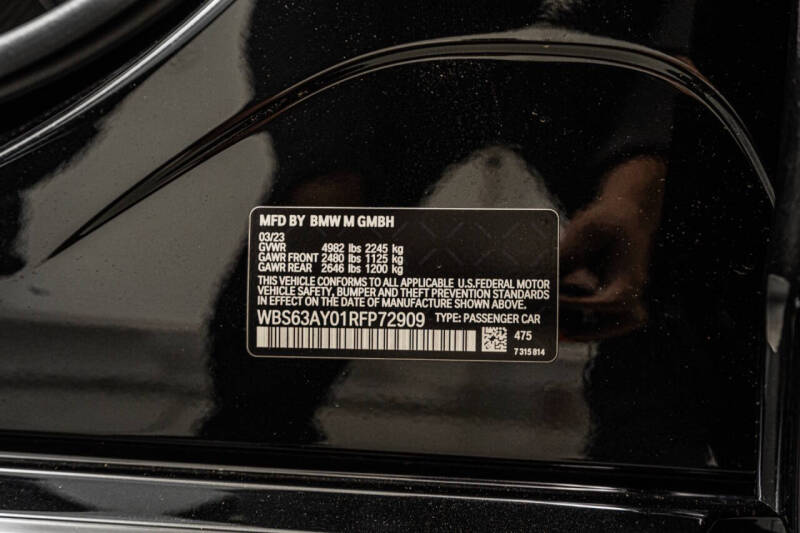 MFD BY BMW M GMBH
03/23
GVWR 4982 lbs 2245 kg
GAWR FRONT 2480 lbs 1125 kg
GAWR REAR 2646 lbs 1200 kg
THIS VEHICLE CONFORMS TO ALL APPLICABLE U.S.FEDERAL MOTOR
VEHICLE SAFETY, BUMPER AND THEFT PREVENTION STANDARDS
IN EFFECT ON THE DATE OF MANUFACTURE SHOWN ABOVE.
WBS63AY01RFP72909 TYPE: PASSENGER CAR
475
7 315 814